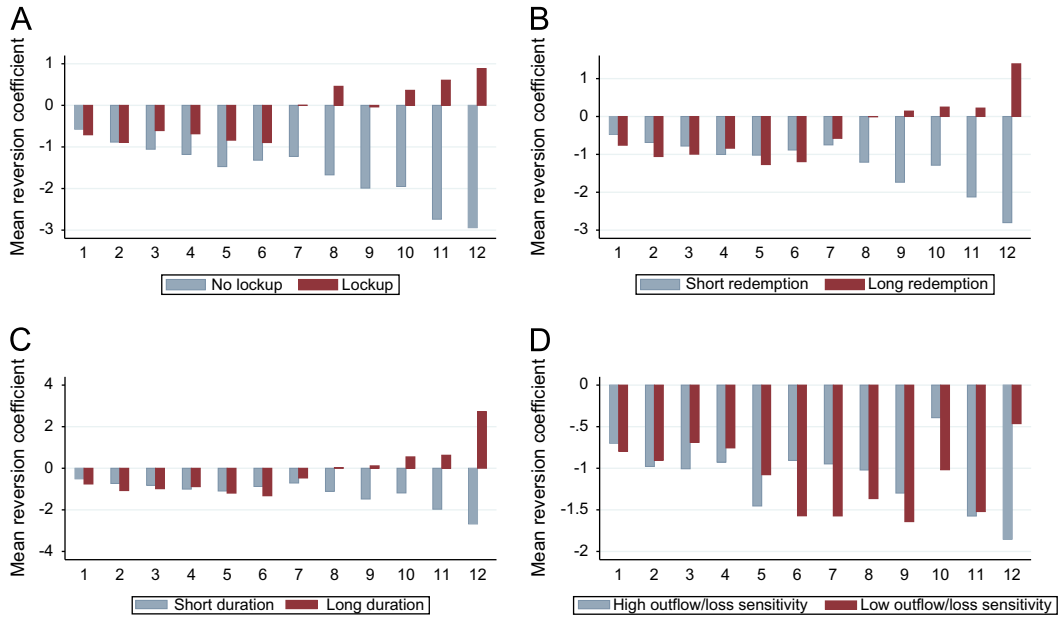 A
Mean reversion coefficient
1
0
-1
-2
-3
1 2 3 4 5 6 7 8 9 10 11 12
No lockup Lockup
B
Mean reversion coefficient
1
0
-1
-2
-3
1 2 3 4 5 6 7 8 9 10 11 12
Short redemption Long redemption
C
Mean reversion coefficient
4
2
0
-2
-4
1 2 3 4 5 6 7 8 9 10 11 12
Short duration Long duration
D
Mean reversion coefficient
0
-.5
-1
-1.5
-2
1 2 3 4 5 6 7 8 9 10 11 12
High outflow/loss sensitivity Low outflow/loss sensitivity